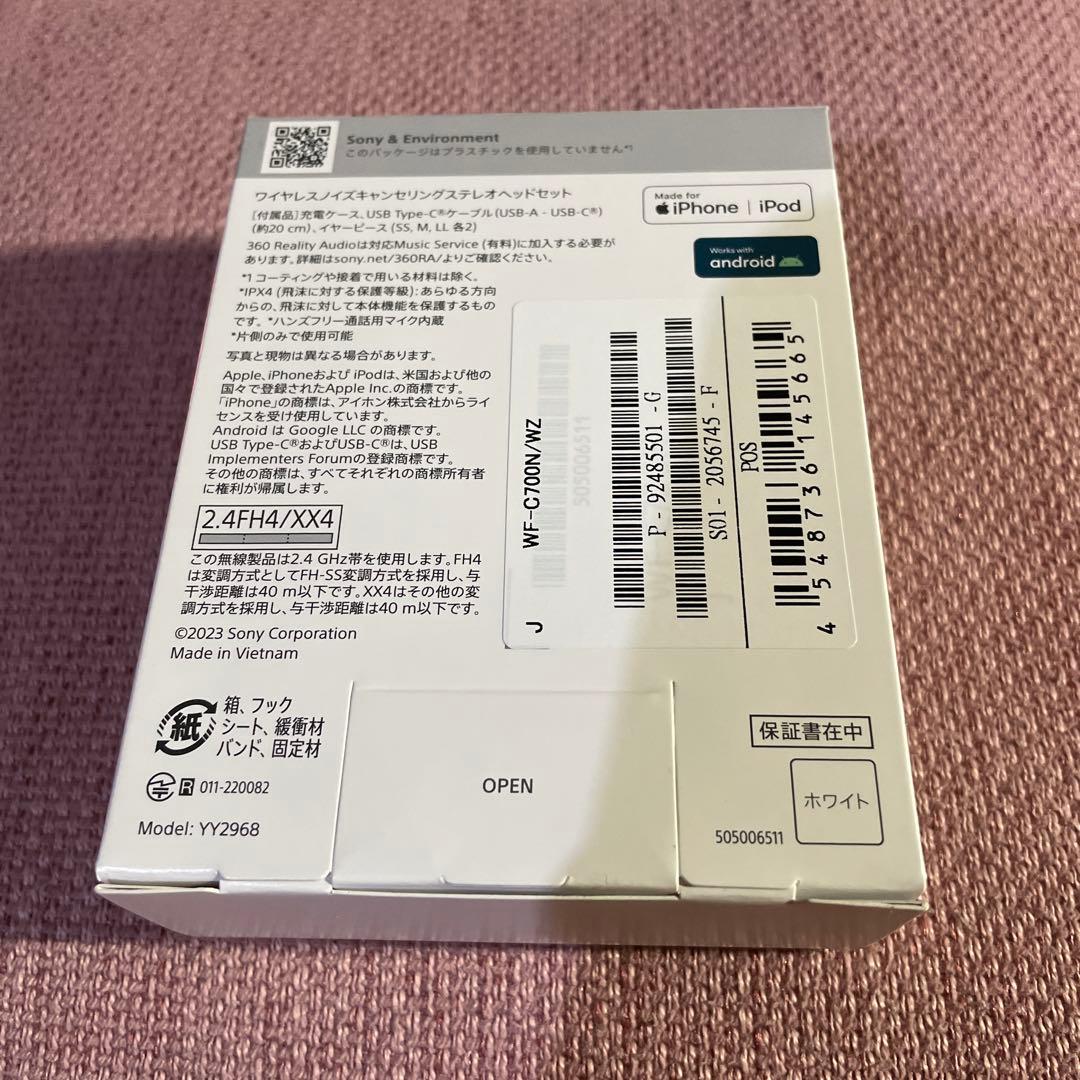 Sony & Environment
このパッケージはプラスチックを使用していません*1
ワイヤレスノイズキャンセリングステレオヘッドセット
[付属品]充電ケース、USB Type-C®ケーブル(USB-A - USB-C®)
(約20 cm)、イヤーピース (SS, M, LL 各2)
360 Reality Audioは対応Music Service (有料)に加入する必要が
あります。詳細はsony.net/360RA/よりご確認ください。
*1 コーティングや接着で用いる材料は除く。
*IPX4 (飛沫に対する保護等級): あらゆる方向
からの、飛沫に対して本体機能を保護するもの
です。 *ハンズフリー通話用マイク内蔵
*片側のみで使用可能
写真と現物は異なる場合があります。
Apple、iPhoneおよび iPodは、米国および他の
国々で登録されたApple Inc.の商標です。
「iPhone」の商標は、アイホン株式会社からライ
センスを受け使用しています。
Android は Google LLC の商標です。
USB Type-C®およびUSB-C®は、USB
Implementers Forumの登録商標です。
その他の商標は、すべてそれぞれの商標所有者
に権利が帰属します。
2.4FH4/XX4
この無線製品は2.4 GHz帯を使用します。FH4
は変調方式としてFH-SS変調方式を採用し、与
干渉距離は40 m以下です。XX4はその他の変
調方式を採用し、与干渉距離は40 m以下です。
©2023 Sony Corporation
Made in Vietnam
Made for
iPhone | iPod
Works with
android
J WF-C700N/WZ
505006511
P - 92485501 - G
S01 - 2056745 - F
POS
4 548736 145665
紙
箱、フック
シート、緩衝材
バンド、固定材
R 011-220082
Model: YY2968
OPEN
保証書在中
ホワイト
505006511